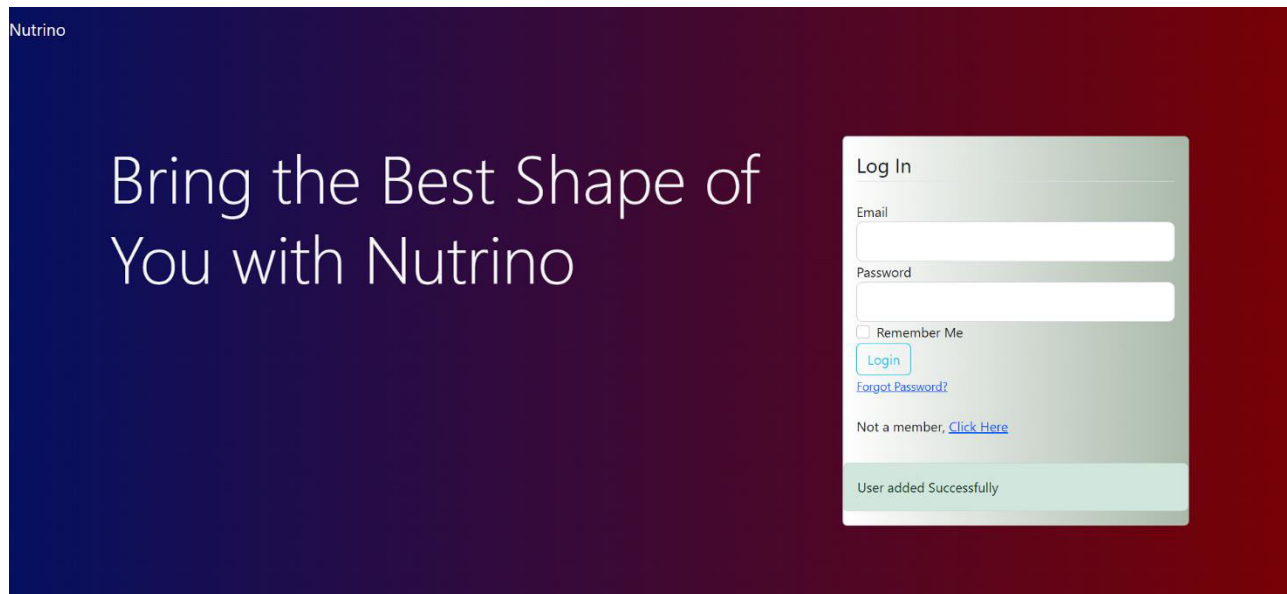 Nutrino
Bring the Best Shape of
You with Nutrino
Log In
Email
Password
Remember Me
Login
Forgot Password?
Not a member, Click Here
User added Successfully